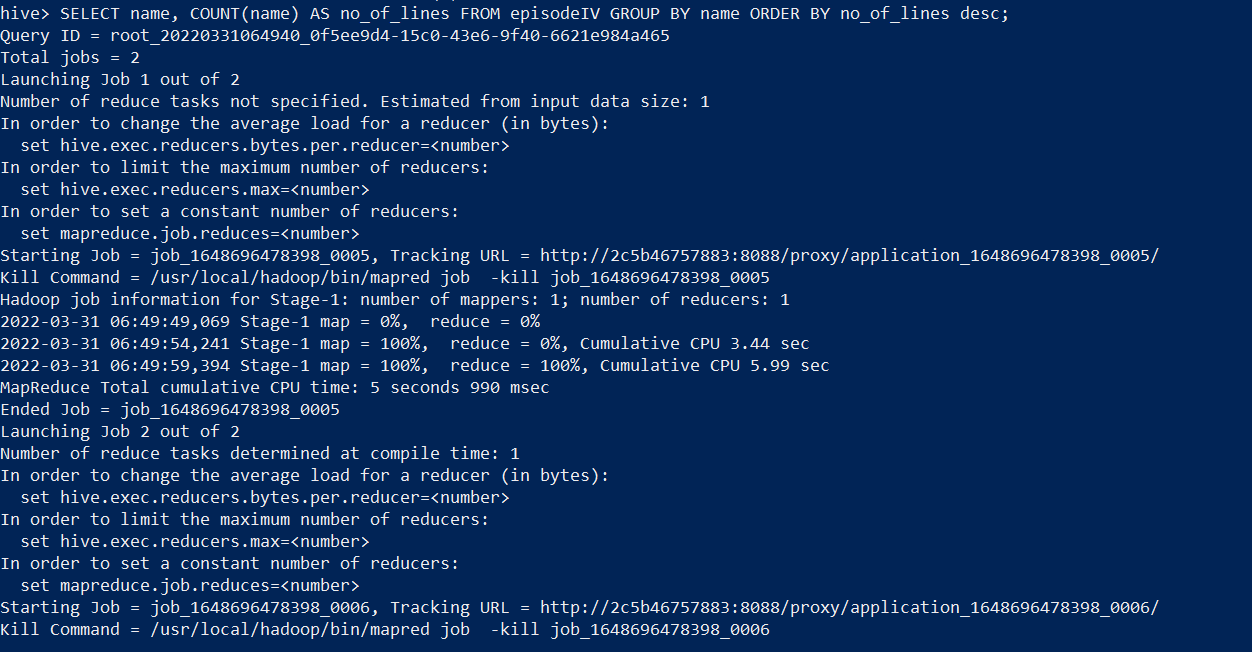 hive> SELECT name, COUNT(name) AS no_of_lines FROM episodeIV GROUP BY name ORDER BY no_of_lines desc;
Query ID = root_20220331064940_0f5ee9d4-15c0-43e6-9f40-6621e984a465
Total jobs = 2
Launching Job 1 out of 2
Number of reduce tasks not specified. Estimated from input data size: 1
In order to change the average load for a reducer (in bytes):
  set hive.exec.reducers.bytes.per.reducer=<number>
In order to limit the maximum number of reducers:
  set hive.exec.reducers.max=<number>
In order to set a constant number of reducers:
  set mapreduce.job.reduces=<number>
Starting Job = job_1648696478398_0005, Tracking URL = http://2c5b46757883:8088/proxy/application_1648696478398_0005/
Kill Command = /usr/local/hadoop/bin/mapred job  -kill job_1648696478398_0005
Hadoop job information for Stage-1: number of mappers: 1; number of reducers: 1
2022-03-31 06:49:49,069 Stage-1 map = 0%,  reduce = 0%
2022-03-31 06:49:54,241 Stage-1 map = 100%,  reduce = 0%, Cumulative CPU 3.44 sec
2022-03-31 06:49:59,394 Stage-1 map = 100%,  reduce = 100%, Cumulative CPU 5.99 sec
MapReduce Total cumulative CPU time: 5 seconds 990 msec
Ended Job = job_1648696478398_0005
Launching Job 2 out of 2
Number of reduce tasks determined at compile time: 1
In order to change the average load for a reducer (in bytes):
  set hive.exec.reducers.bytes.per.reducer=<number>
In order to limit the maximum number of reducers:
  set hive.exec.reducers.max=<number>
In order to set a constant number of reducers:
  set mapreduce.job.reduces=<number>
Starting Job = job_1648696478398_0006, Tracking URL = http://2c5b46757883:8088/proxy/application_1648696478398_0006/
Kill Command = /usr/local/hadoop/bin/mapred job  -kill job_1648696478398_0006